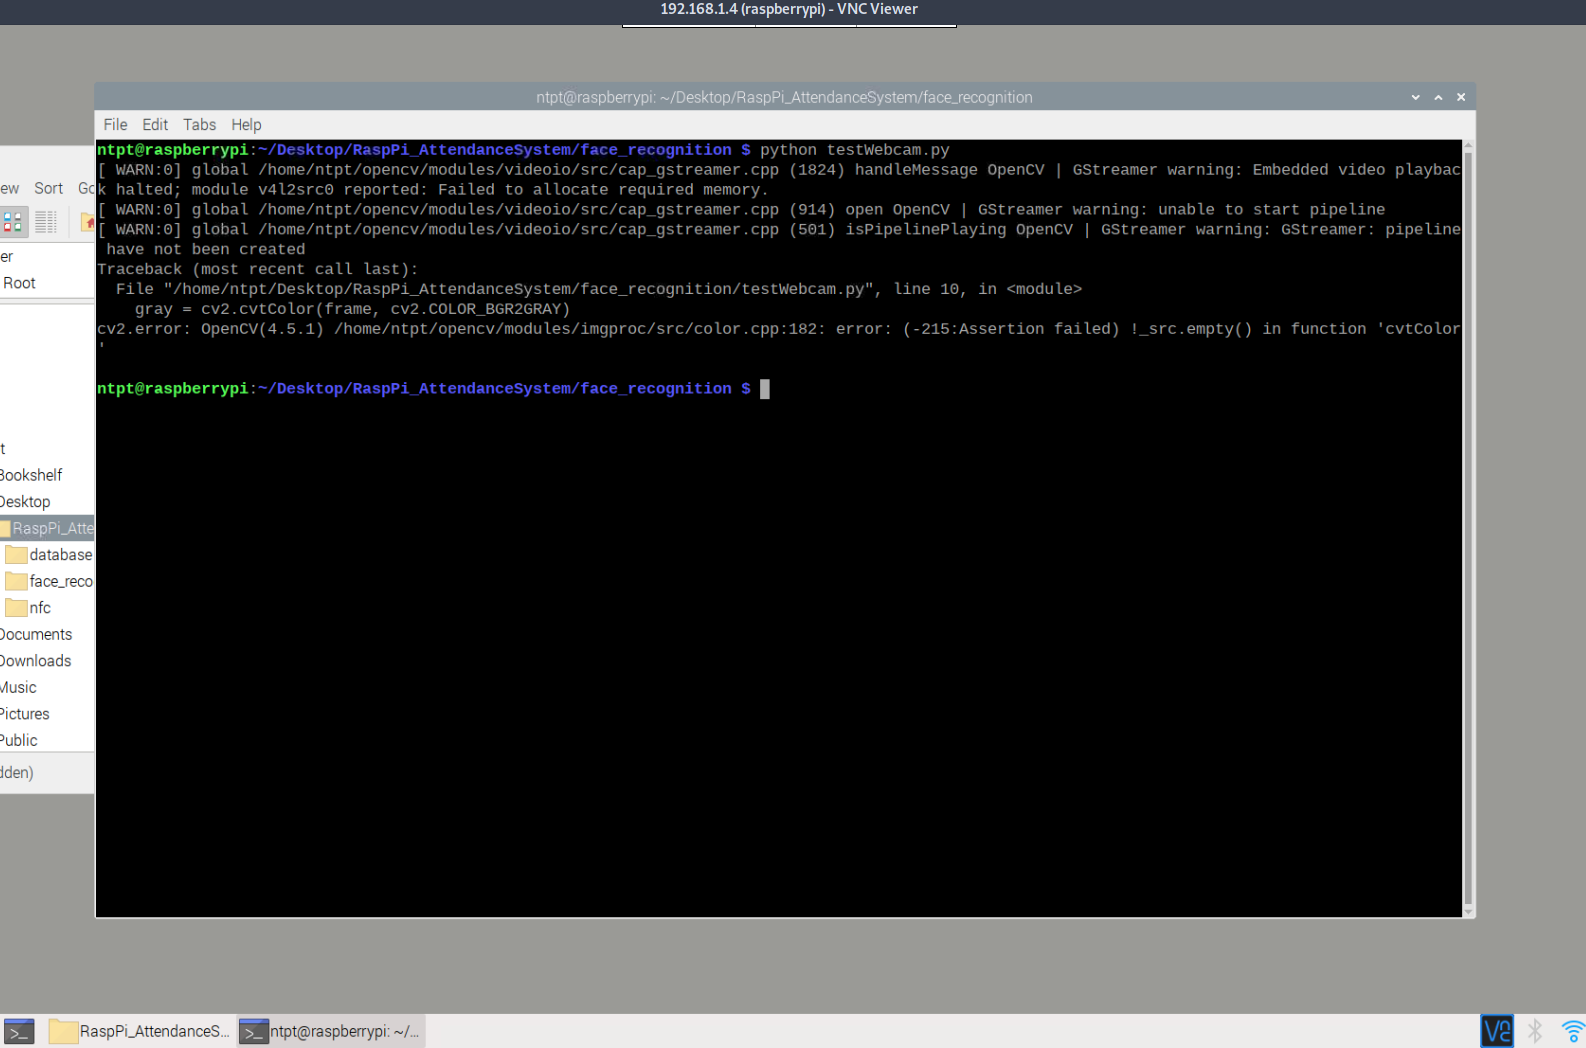 192.168.1.4 (raspberrypi) - VNC Viewer
ntpt@raspberrypi: ~/Desktop/RaspPi_AttendanceSystem/face_recognition
File Edit Tabs Help
ntpt@raspberrypi:~/Desktop/RaspPi_AttendanceSystem/face_recognition $ python testWebcam.py
[ WARN:0] global /home/ntpt/opencv/modules/videoio/src/cap_gstreamer.cpp (1824) handleMessage OpenCV | GStreamer warning: Embedded video playbac
k halted; module v4l2src0 reported: Failed to allocate required memory.
[ WARN:0] global /home/ntpt/opencv/modules/videoio/src/cap_gstreamer.cpp (914) open OpenCV | GStreamer warning: unable to start pipeline
[ WARN:0] global /home/ntpt/opencv/modules/videoio/src/cap_gstreamer.cpp (501) isPipelinePlaying OpenCV | GStreamer warning: GStreamer: pipeline
 have not been created
Traceback (most recent call last):
  File "/home/ntpt/Desktop/RaspPi_AttendanceSystem/face_recognition/testWebcam.py", line 10, in <module>
    gray = cv2.cvtColor(frame, cv2.COLOR_BGR2GRAY)
cv2.error: OpenCV(4.5.1) /home/ntpt/opencv/modules/imgproc/src/color.cpp:182: error: (-215:Assertion failed) !_src.empty() in function 'cvtColor
'
ntpt@raspberrypi:~/Desktop/RaspPi_AttendanceSystem/face_recognition $
ew Sort Go
er
Root
t
Bookshelf
Desktop
RaspPi_Atte
database
face_reco
nfc
Documents
Downloads
Music
Pictures
Public
dden)
RaspPi_AttendanceS...
ntpt@raspberrypi: ~/...